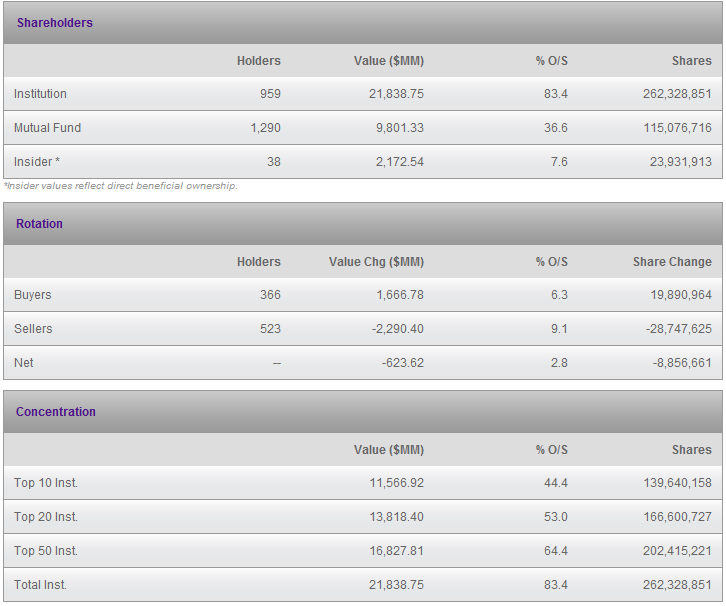 Shareholders
Holders Value ($MM) % O/S Shares
Institution 959 21,838.75 83.4 262,328,851
Mutual Fund 1,290 9,801.33 36.6 115,076,716
Insider * 38 2,172.54 7.6 23,931,913
*Insider values reflect direct beneficial ownership.
Rotation
Holders Value Chg ($MM) % O/S Share Change
Buyers 366 1,666.78 6.3 19,890,964
Sellers 523 -2,290.40 9.1 -28,747,625
Net -- -623.62 2.8 -8,856,661
Concentration
Value ($MM) % O/S Shares
Top 10 Inst. 11,566.92 44.4 139,640,158
Top 20 Inst. 13,818.40 53.0 166,600,727
Top 50 Inst. 16,827.81 64.4 202,415,221
Total Inst. 21,838.75 83.4 262,328,851